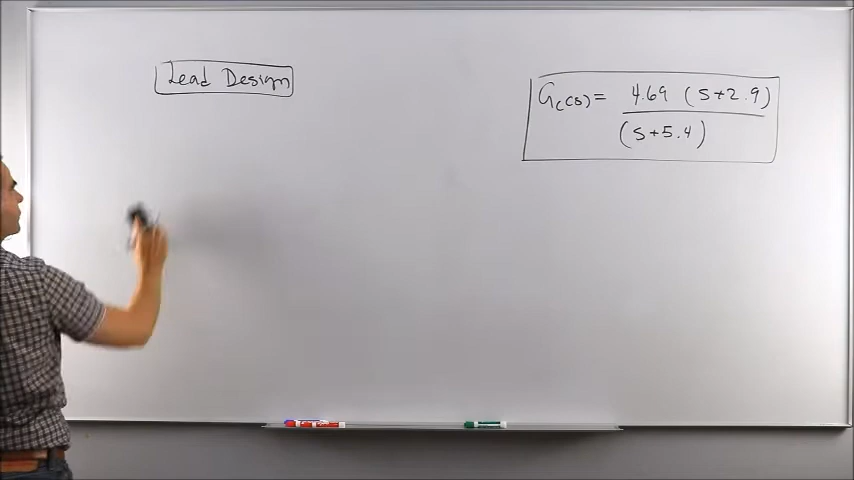 Lead Design
Gc(s) = 4.69 (s+2.9)
(s+5.4)